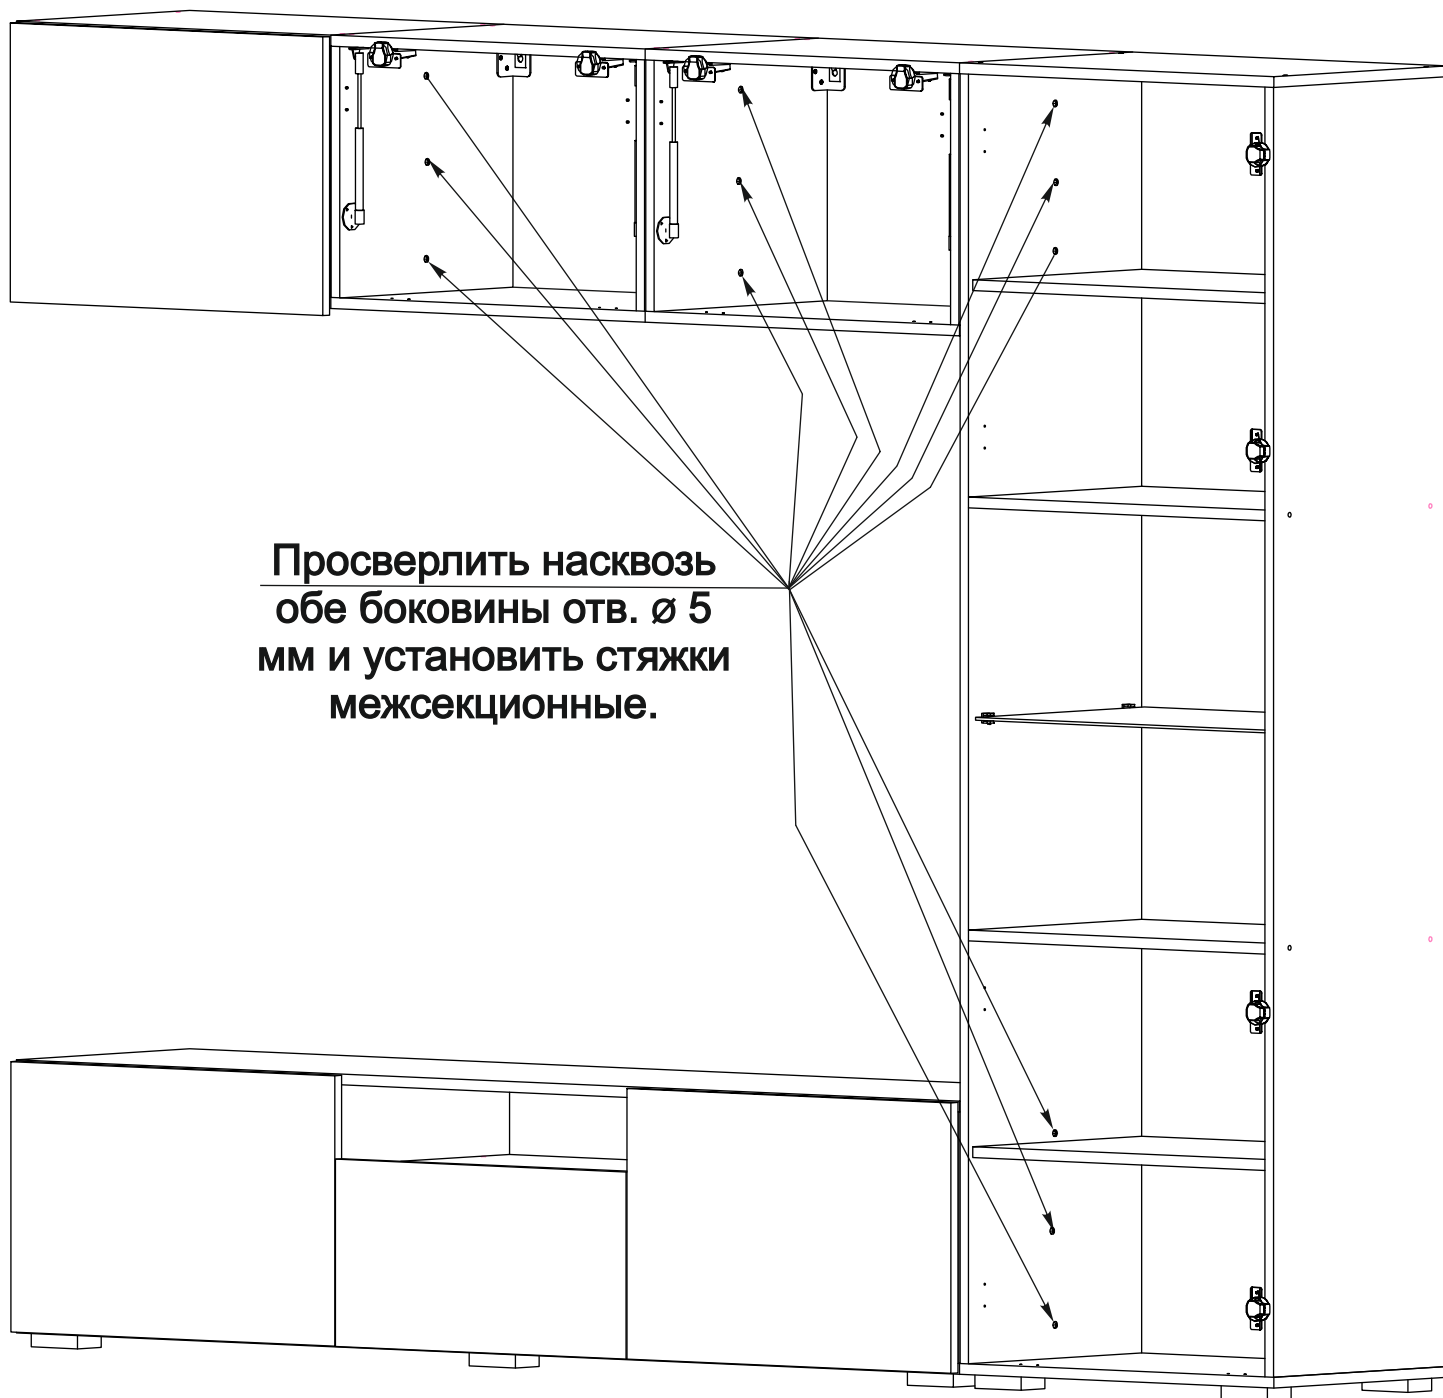 Просверлить насквозь
обе боковины отв. ø 5
мм и установить стяжки
межсекционные.